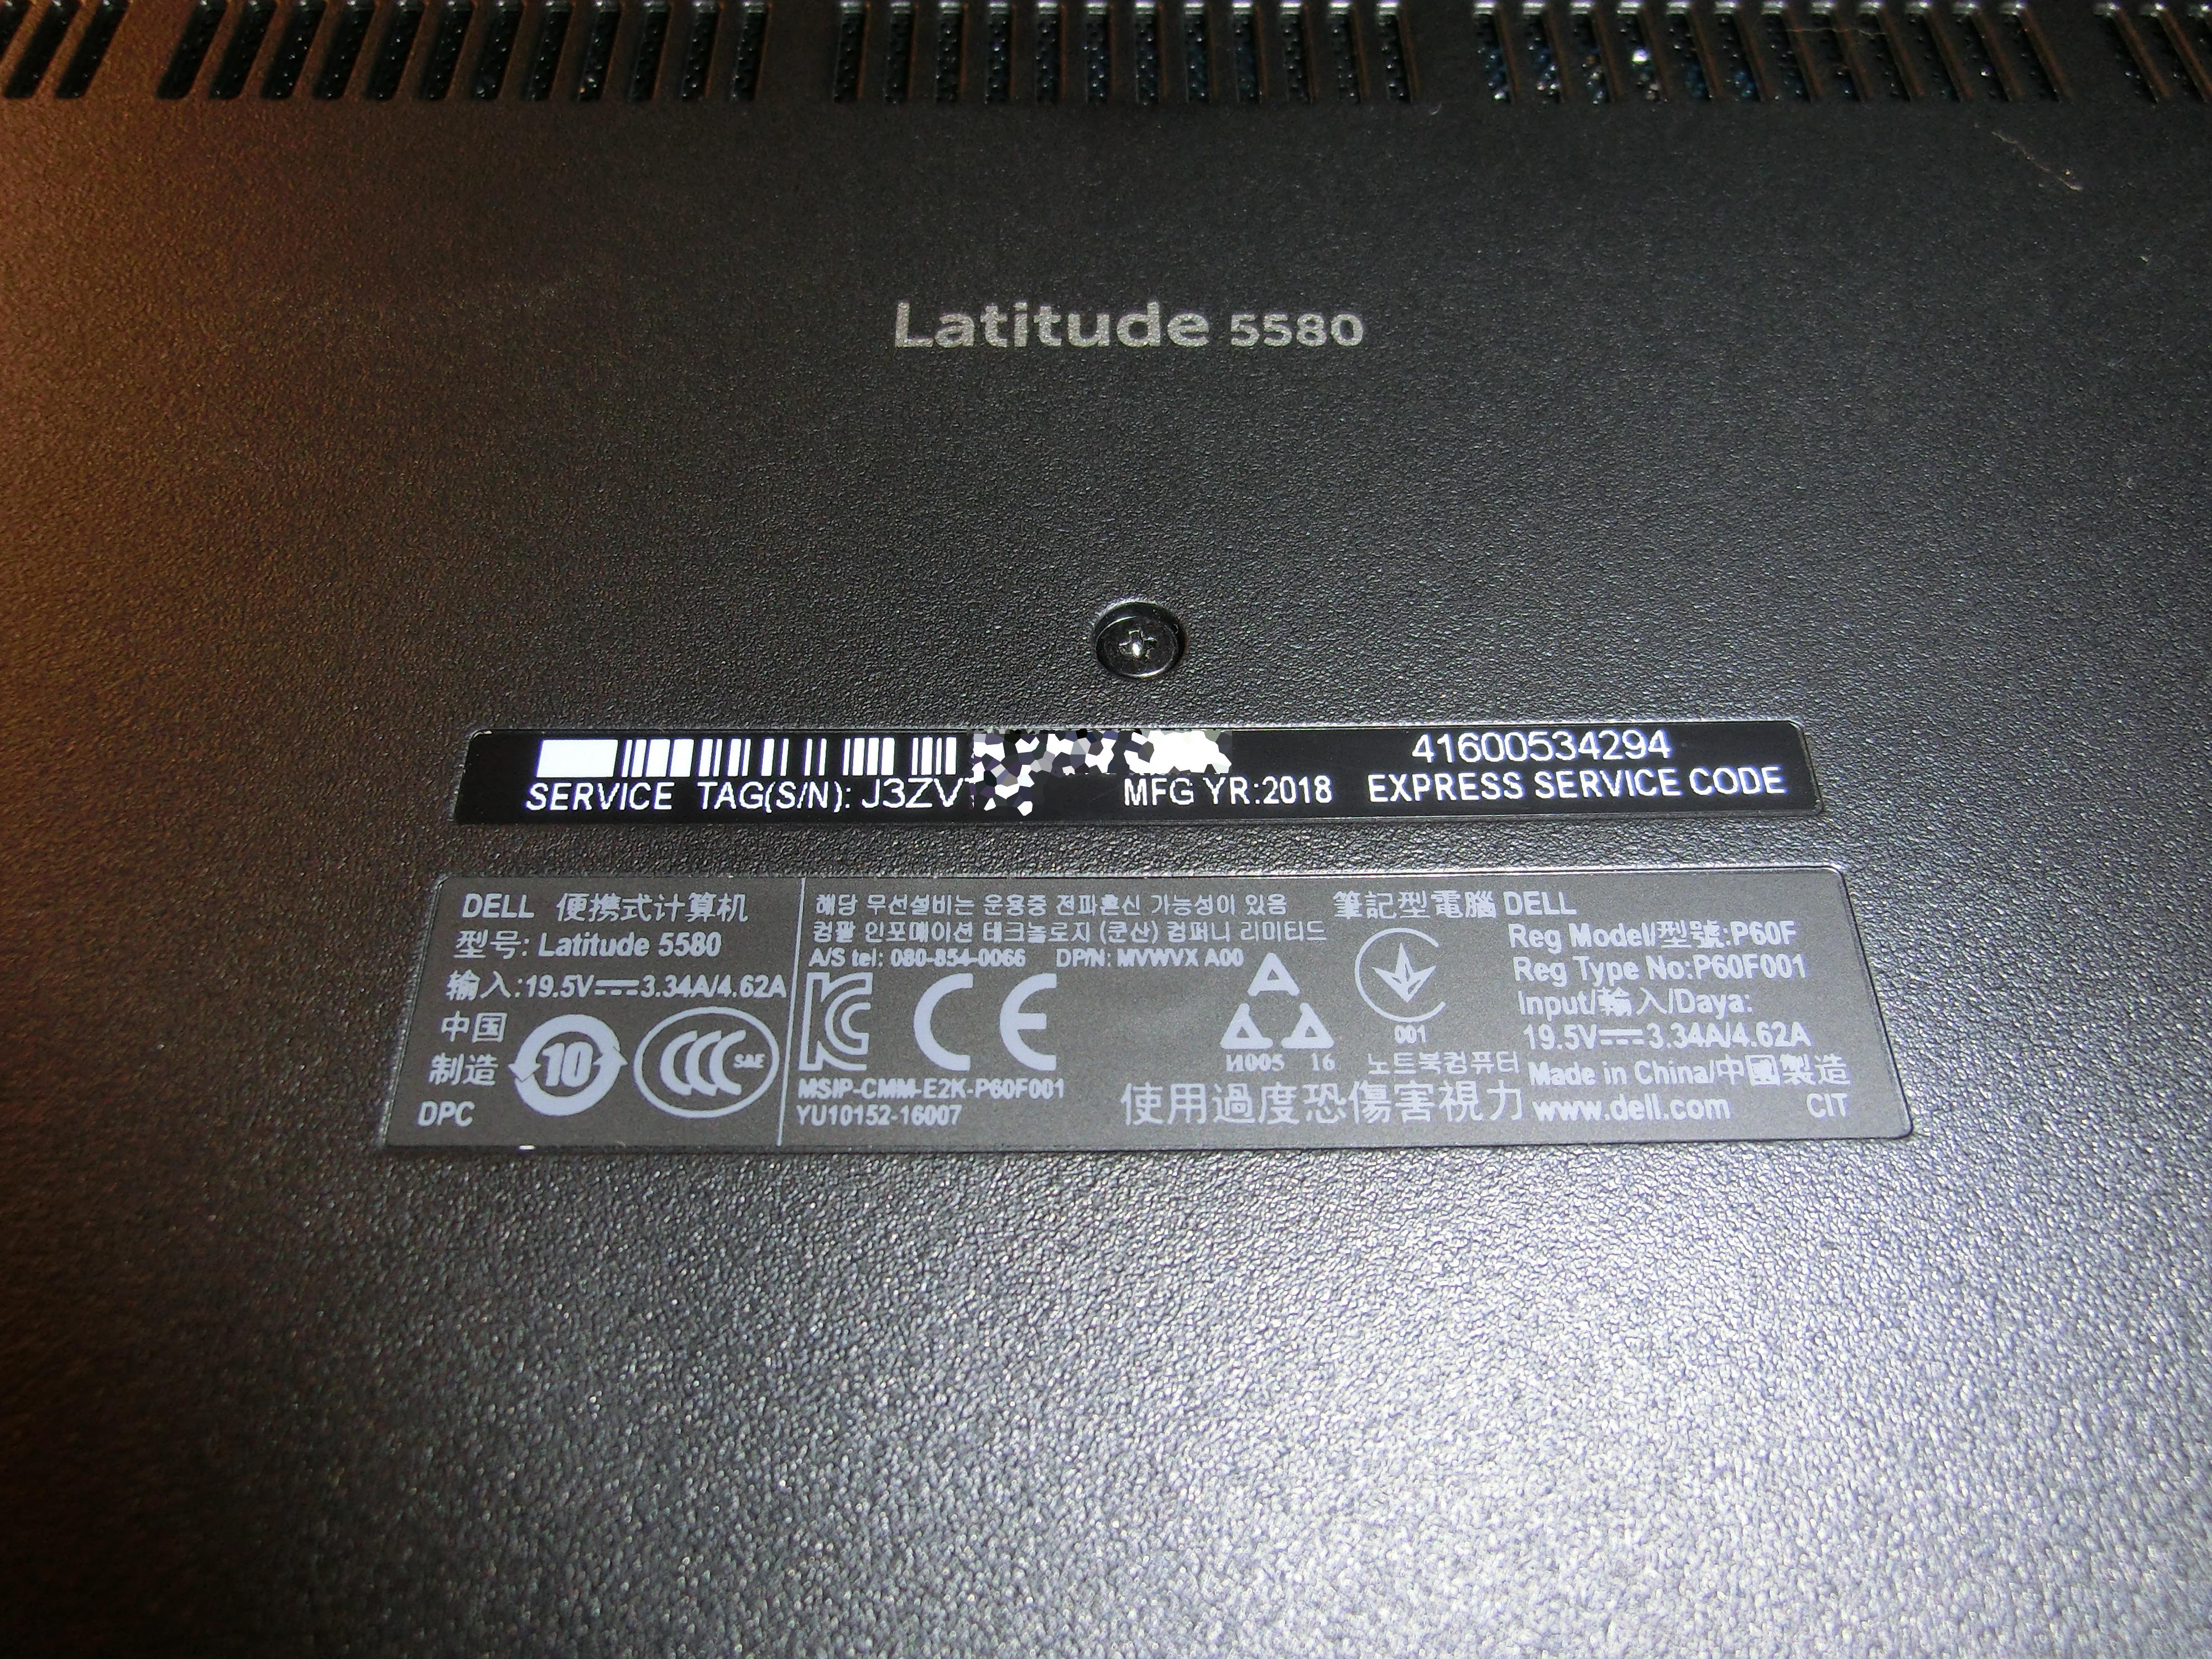 Latitude 5580
SERVICE TAG(S/N): J3ZV
MFG YR:2018
41600534294
EXPRESS SERVICE CODE
DELL 便携式计算机
型号: Latitude 5580
输入:19.5V⎓3.34A/4.62A
中国
制造
DPC
10
CCC
SAE
해당 무선설비는 운용중 전파혼신 가능성이 있음
컴팔 인포메이션 테크놀로지 (쿤산) 컴퍼니 리미티드
A/S tel: 080-854-0066 DP/N: MVWVX A00
CE
MSIP-CMM-E2K-P60F001
YU10152-16007
И005 16
001
筆記型電腦 DELL
Reg Model/型號:P60F
Reg Type No:P60F001
Input/輸入/Daya:
19.5V⎓3.34A/4.62A
노트북컴퓨터
Made in China/中國製造
使用過度恐傷害視力
www.dell.com
CIT